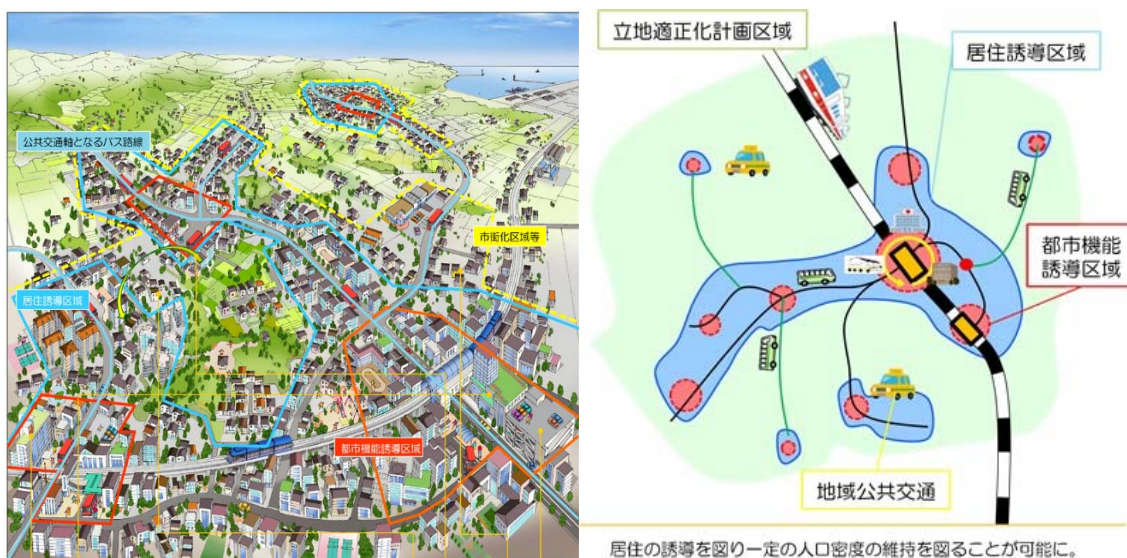 公共交通軸となるバス路線
市街化区域等
居住誘導区域
都市機能誘導区域
立地適正化計画区域
居住誘導区域
都市機能
誘導区域
地域公共交通
居住の誘導を図り一定の人口密度の維持を図ることが可能に。